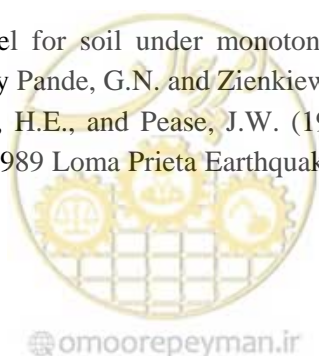 el for soil under monoton
y Pande, G.N. and Zienkiew
, H.E., and Pease, J.W. (19
989 Loma Prieta Earthquak
@omoorepeyman.ir